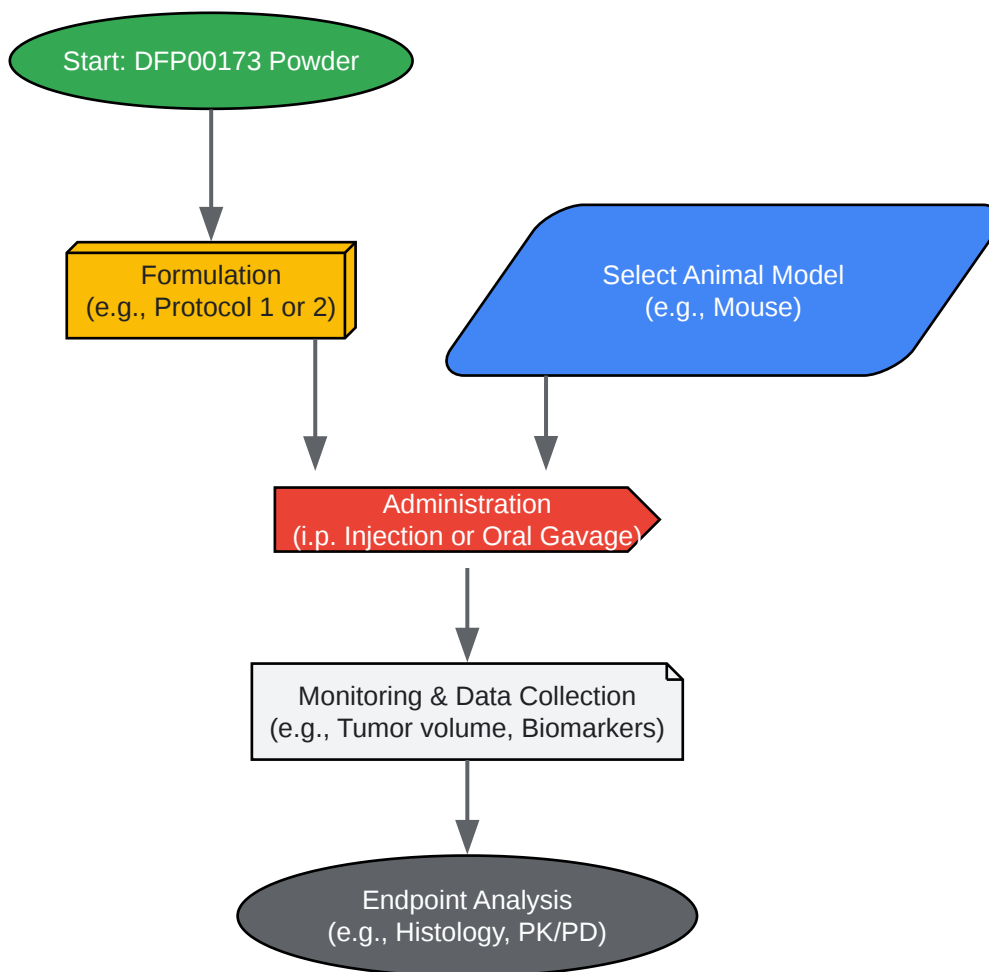 Start: DFP00173 Powder
Formulation
(e.g., Protocol 1 or 2)
Select Animal Model
(e.g., Mouse)
Administration
(i.p. Injection or Oral Gavage)
Monitoring & Data Collection
(e.g., Tumor volume, Biomarkers)
Endpoint Analysis
(e.g., Histology, PK/PD)